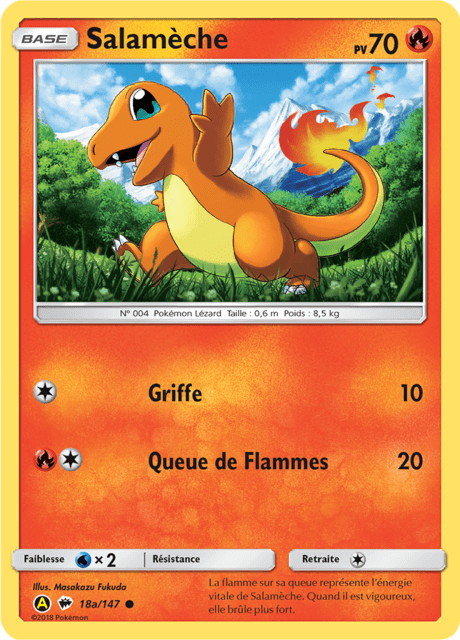 BASE Salamèche PV 70
N° 004 Pokémon Lézard Taille : 0,6 m Poids : 8,5 kg
Griffe 10
Queue de Flammes 20
Faiblesse × 2 Résistance Retraite
Illus. Masakazu Fukuda
A 18a/147
©2018 Pokémon
La flamme sur sa queue représente l'énergie
vitale de Salamèche. Quand il est vigoureux,
elle brûle plus fort.